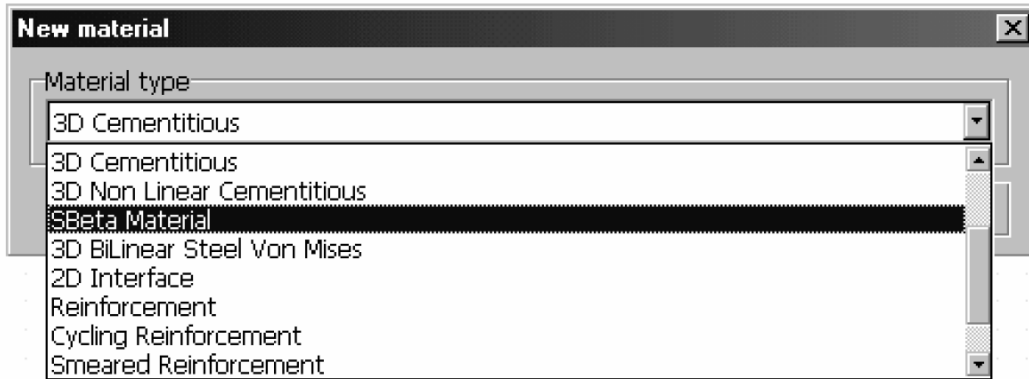 New material
Material type
3D Cementitious
3D Cementitious
3D Non Linear Cementitious
SBeta Material
3D BiLinear Steel Von Mises
2D Interface
Reinforcement
Cycling Reinforcement
Smeared Reinforcement